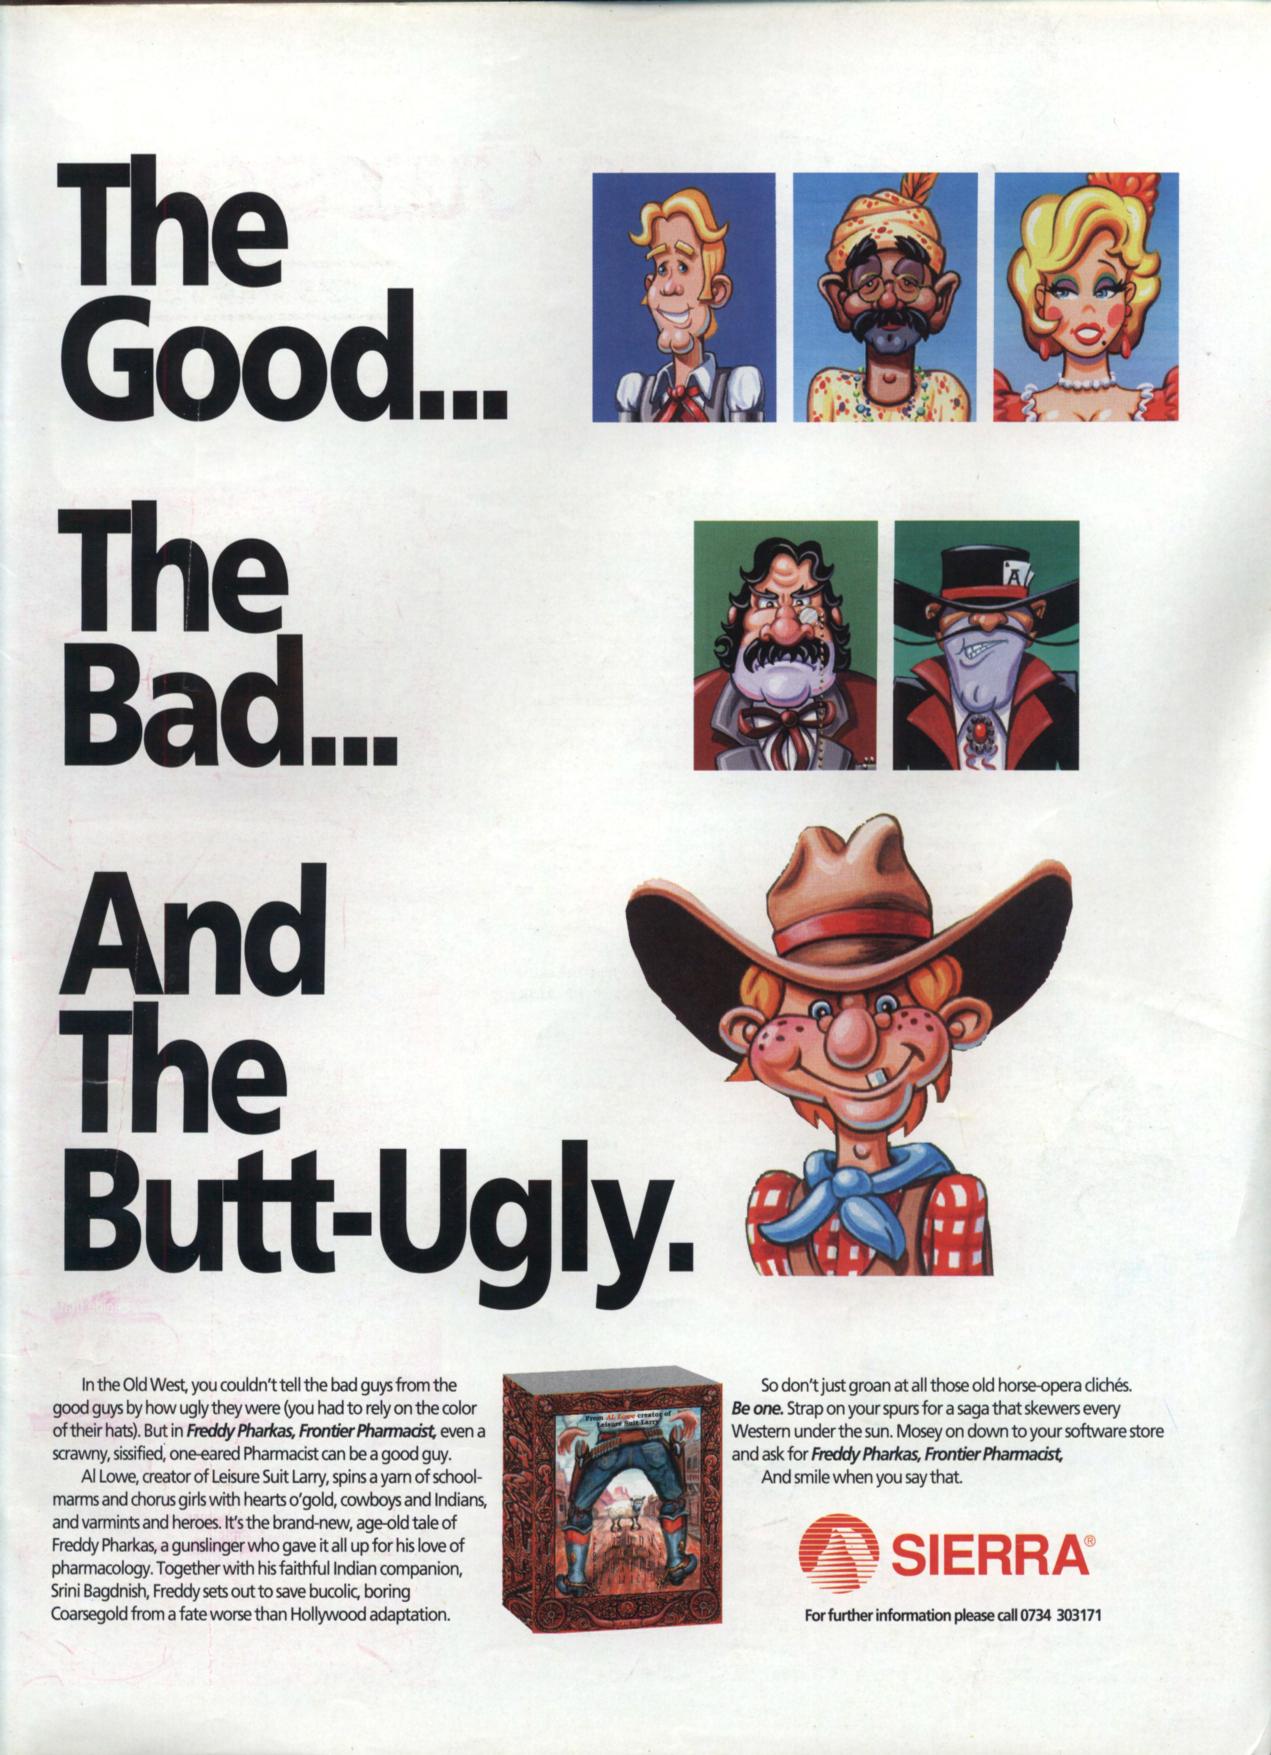 The
Good...
The
Bad...
A
And
The
Butt-Ugly.
In the Old West, you couldn't tell the bad guys from the
good guys by how ugly they were (you had to rely on the color
of their hats). But in Freddy Pharkas, Frontier Pharmacist, even a
scrawny, sissified, one-eared Pharmacist can be a good guy.
Al Lowe, creator of Leisure Suit Larry, spins a yarn of school-
marms and chorus girls with hearts o'gold, cowboys and Indians,
and varmints and heroes. It's the brand-new, age-old tale of
Freddy Pharkas, a gunslinger who gave it all up for his love of
pharmacology. Together with his faithful Indian companion,
Srini Bagdnish, Freddy sets out to save bucolic, boring
Coarsegold from a fate worse than Hollywood adaptation.
From AL Lowe creator of
Leisure Suit Larry
So don't just groan at all those old horse-opera clichés.
Be one. Strap on your spurs for a saga that skewers every
Western under the sun. Mosey on down to your software store
and ask for Freddy Pharkas, Frontier Pharmacist,
And smile when you say that.
SIERRA®
For further information please call 0734 303171